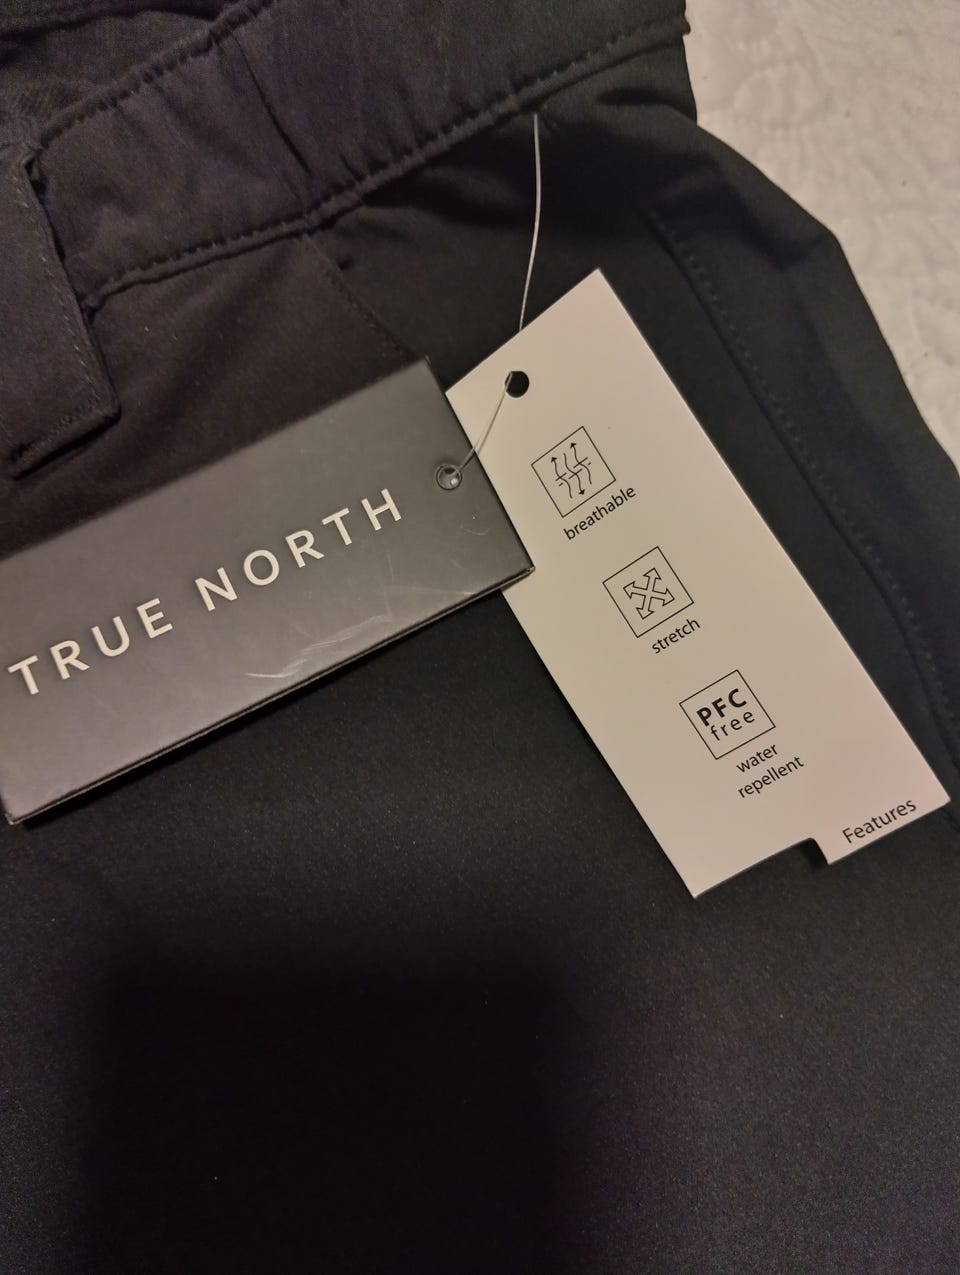 TRUE NORTH
breathable
stretch
PFC
free
water
repellent
Features